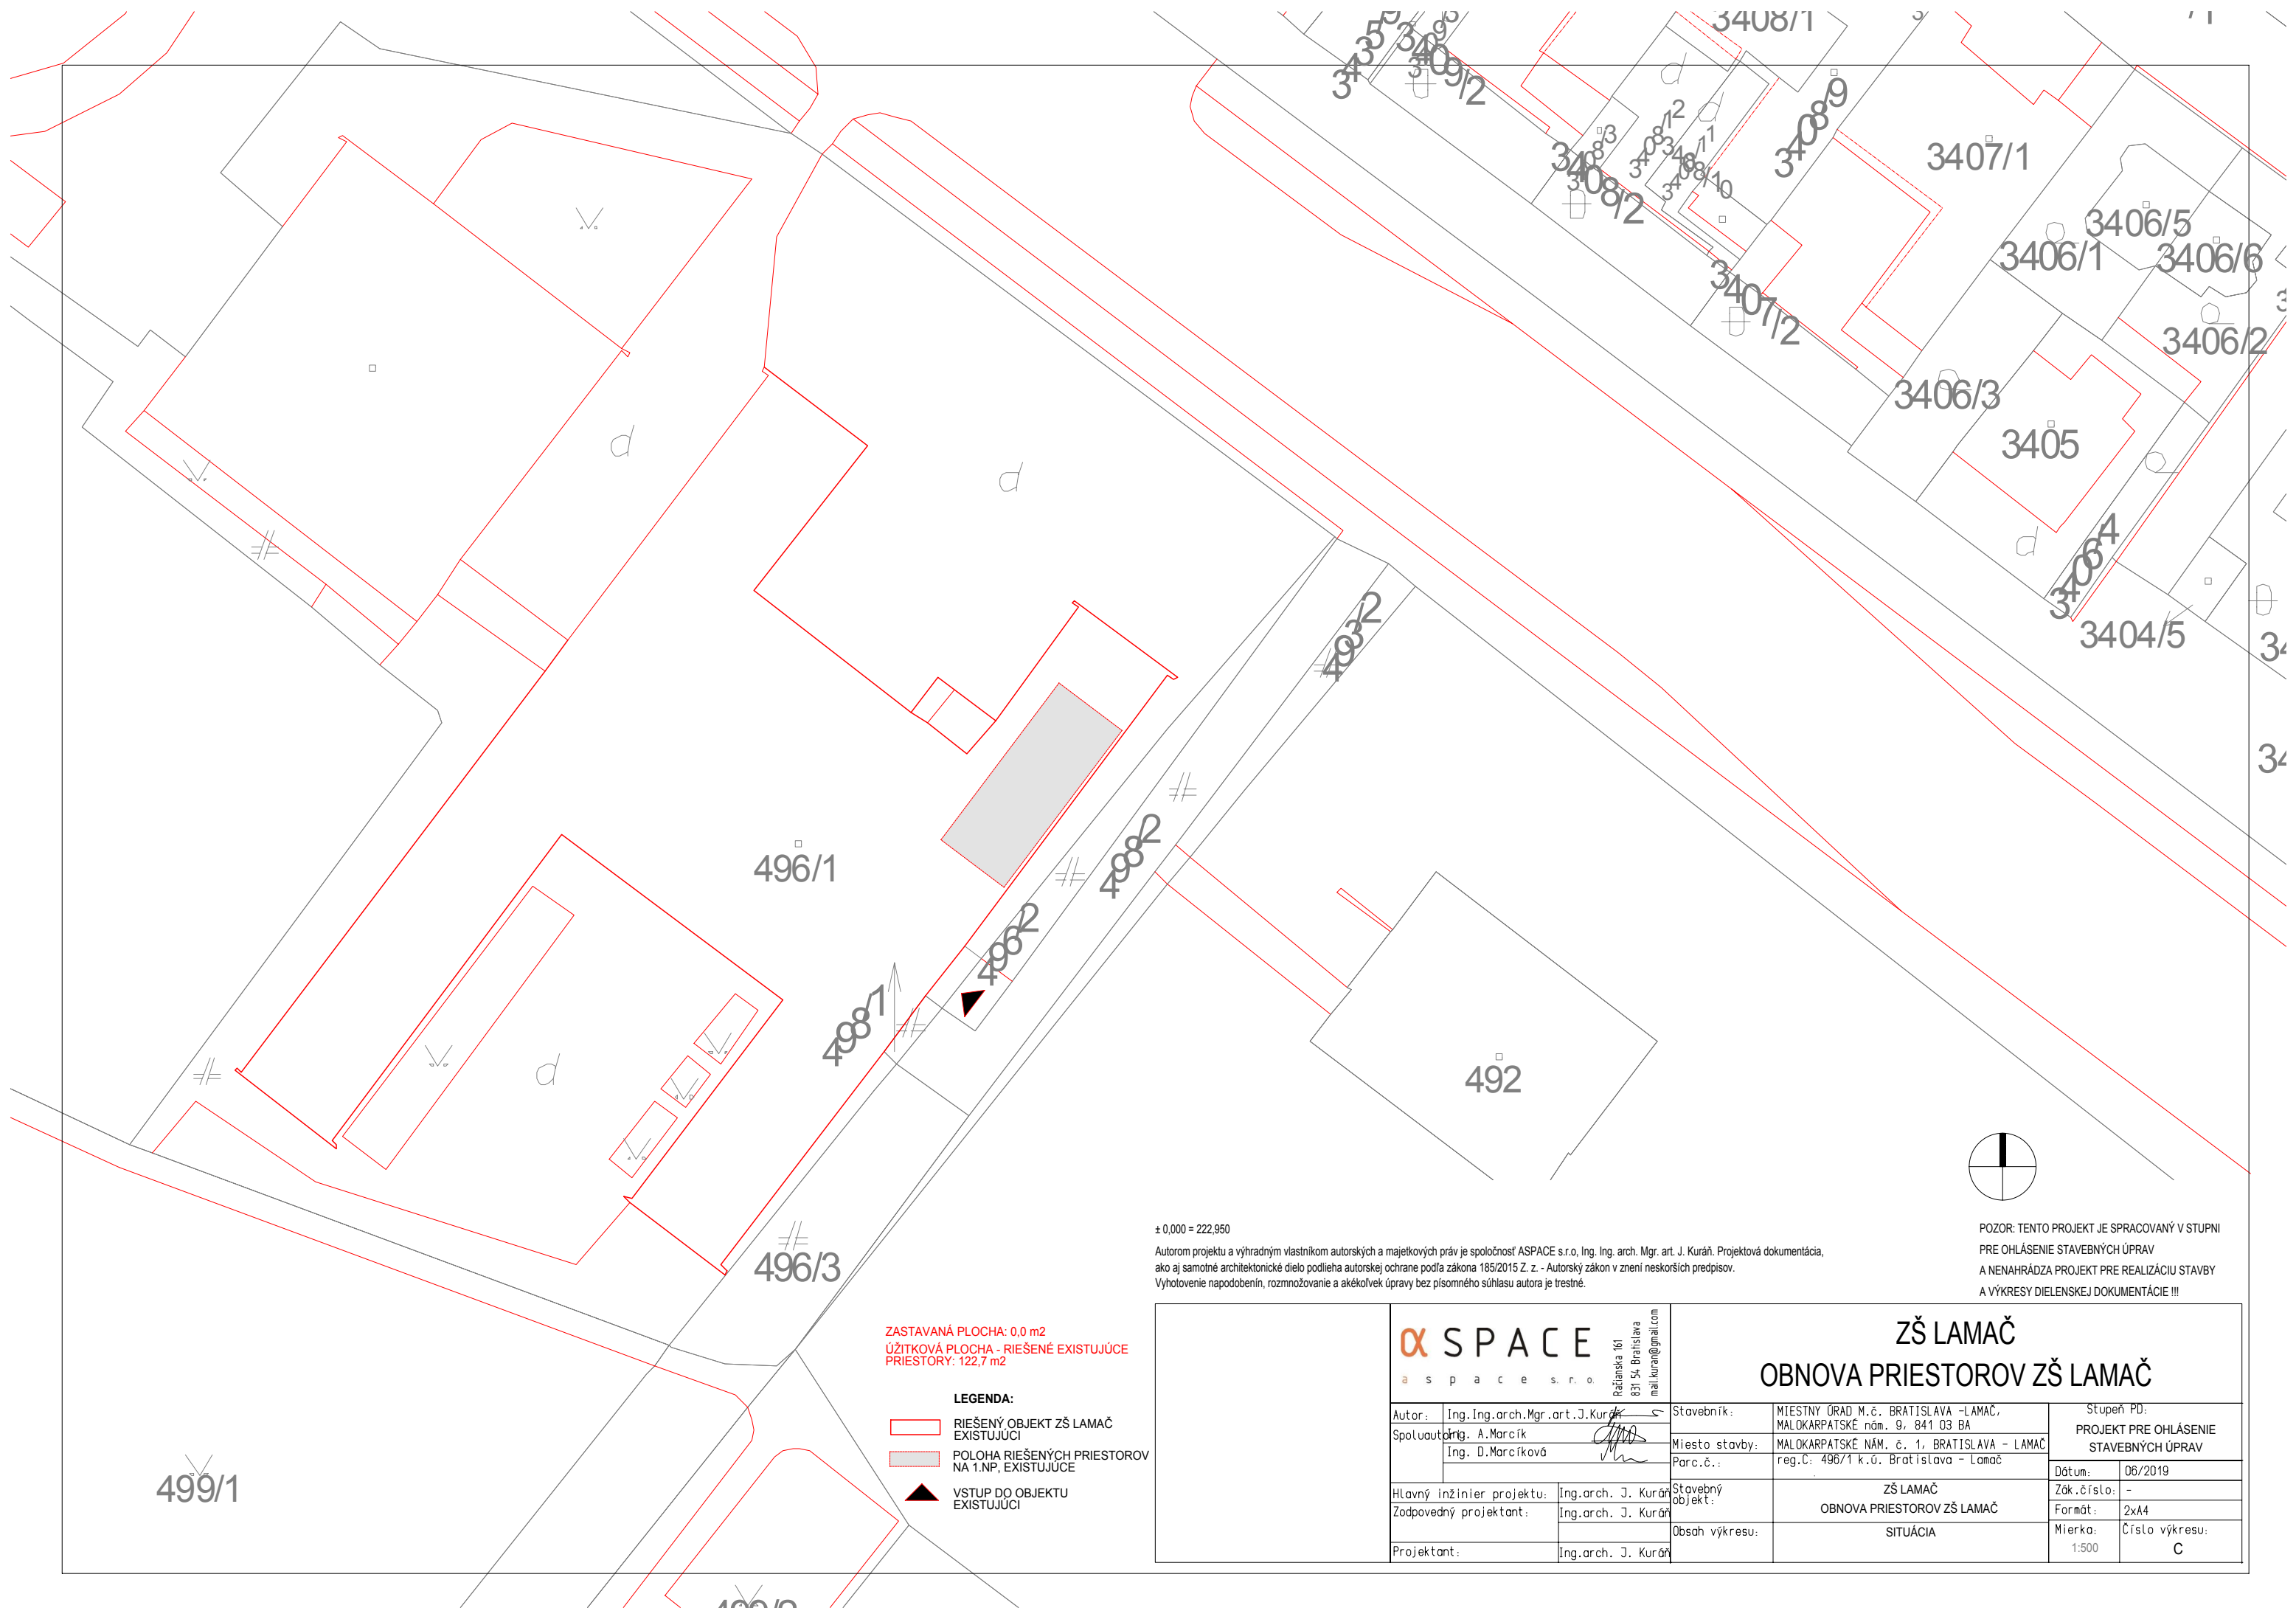 3408/1
3409/2
3408/3
3408/12
3408/11
3408/10
3408/9
3408/2
3407/1
3407/2
3406/5
3406/1
3406/6
3406/2
3406/3
3405
3406/4
3404/5
493/2
498/2
496/1
496/2
498/1
492
496/3
499/1
± 0,000 = 222,950
Autorom projektu a výhradným vlastníkom autorských a majetkových práv je spoločnosť ASPACE s.r.o, Ing. Ing. arch. Mgr. art. J. Kuráň. Projektová dokumentácia,
ako aj samotné architektonické dielo podlieha autorskej ochrane podľa zákona 185/2015 Z. z. - Autorský zákon v znení neskorších predpisov.
Vyhotovenie napodobenín, rozmnožovanie a akékoľvek úpravy bez písomného súhlasu autora je trestné.
POZOR: TENTO PROJEKT JE SPRACOVANÝ V STUPNI
PRE OHLÁSENIE STAVEBNÝCH ÚPRAV
A NENAHRÁDZA PROJEKT PRE REALIZÁCIU STAVBY
A VÝKRESY DIELENSKEJ DOKUMENTÁCIE !!!
ZASTAVANÁ PLOCHA: 0,0 m2
ÚŽITKOVÁ PLOCHA - RIEŠENÉ EXISTUJÚCE
PRIESTORY: 122,7 m2
LEGENDA:
RIEŠENÝ OBJEKT ZŠ LAMAČ
EXISTUJÚCI
POLOHA RIEŠENÝCH PRIESTOROV
NA 1.NP, EXISTUJÚCE
VSTUP DO OBJEKTU
EXISTUJÚCI
α SPACE
a s p a c e s. r. o.
Račianska 161
831 54 Bratislava
mail.kuran@gmail.com
ZŠ LAMAČ
OBNOVA PRIESTOROV ZŠ LAMAČ
Autor: Ing.Ing.arch.Mgr.art.J.Kuráň
Spoluautori: Ing. A.Marcík
Ing. D.Marcíková
Hlavný inžinier projektu: Ing.arch. J. Kuráň
Zodpovedný projektant: Ing.arch. J. Kuráň
Projektant: Ing.arch. J. Kuráň
Stavebník: MIESTNY ÚRAD M.č. BRATISLAVA -LAMAČ,
MALOKARPATSKÉ nám. 9, 841 03 BA
Miesto stavby: MALOKARPATSKÉ NÁM. č. 1, BRATISLAVA - LAMAČ
Parc.č.: reg.C: 496/1 k.ú. Bratislava - Lamač
Stavebný
objekt:
ZŠ LAMAČ
OBNOVA PRIESTOROV ZŠ LAMAČ
Obsah výkresu: SITUÁCIA
Stupeň PD:
PROJEKT PRE OHLÁSENIE
STAVEBNÝCH ÚPRAV
Dátum: 06/2019
Zák.číslo: -
Formát: 2xA4
Mierka: Číslo výkresu:
1:500 C